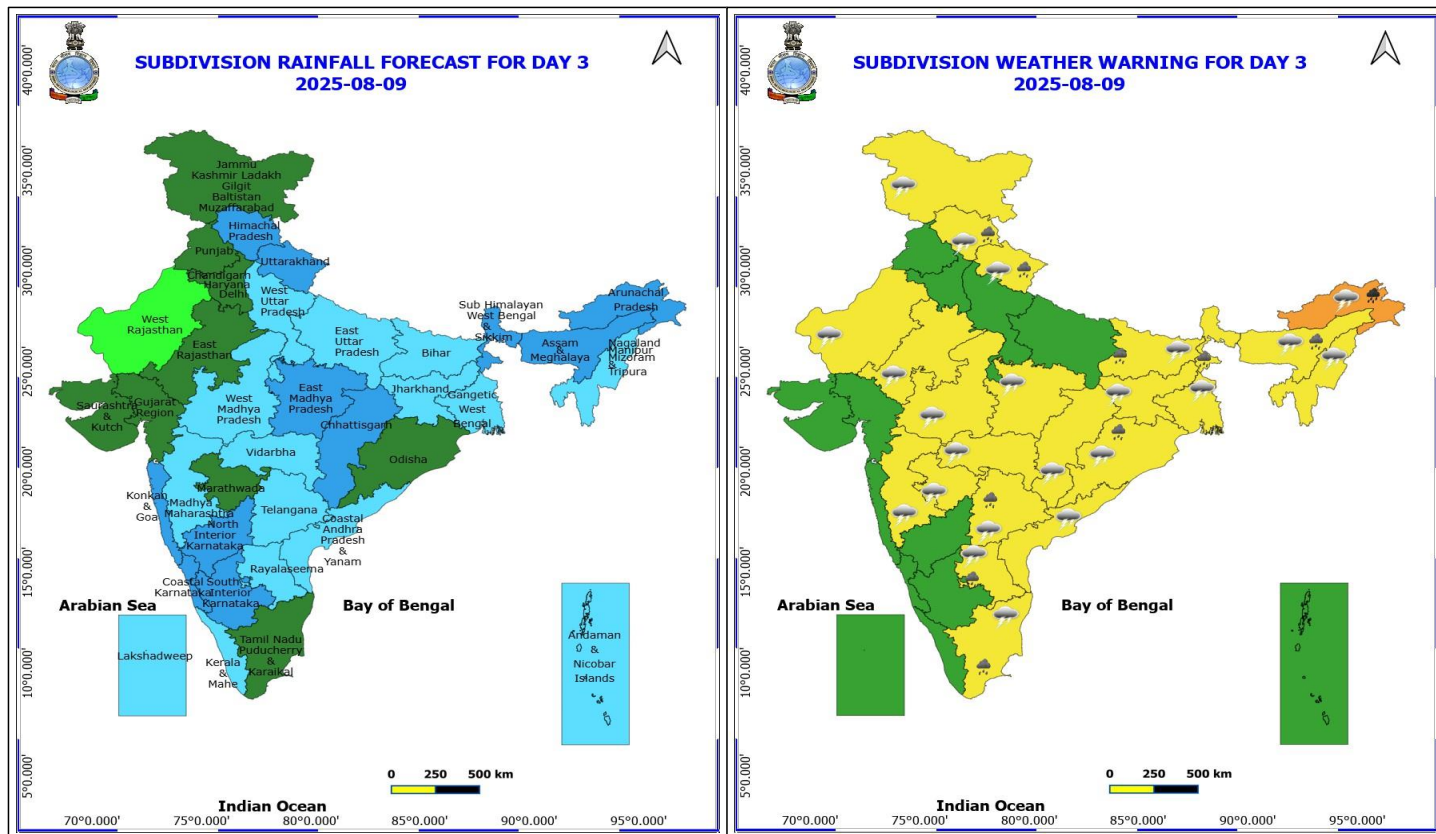 SUBDIVISION RAINFALL FORECAST FOR DAY 3
2025-08-09
40°0.000'
35°0.000'
30°0.000'
25°0.000'
20°0.000'
15°0.000'
10°0.000'
5°0.000'
Jammu
Kashmir Ladakh
Gilgit
Baltistan
Muzaffarabad
Himachal
Pradesh
Punjab
Uttarakhand
Chandigarh
Haryana
Delhi
West
Uttar
Pradesh
West
Rajasthan
East
Rajasthan
East
Uttar
Pradesh
Bihar
Sub Himalayan
West Bengal
&
Sikkim
Arunachal
Pradesh
Assam
&
Meghalaya
Nagaland
Manipur
Mizoram
&
Tripura
Saurashtra
&
Kutch
Gujarat
Region
West
Madhya
Pradesh
East
Madhya
Pradesh
Jharkhand
Gangetic
West
Bengal
Chhattisgarh
Odisha
Vidarbha
Marathwada
Konkan
&
Goa
Madhya
Maharashtra
North
Interior
Karnataka
Telangana
Coastal
Andhra
Pradesh
&
Yanam
Rayalaseema
Coastal
Karnataka
South
Interior
Karnataka
Arabian Sea
Bay of Bengal
Lakshadweep
Kerala
&
Mahe
Tamil Nadu
Puducherry
&
Karaikal
Andaman
&
Nicobar
Islands
0 250 500 km
Indian Ocean
70°0.000' 75°0.000' 80°0.000' 85°0.000' 90°0.000' 95°0.000'
SUBDIVISION WEATHER WARNING FOR DAY 3
2025-08-09
40°0.000'
35°0.000'
30°0.000'
25°0.000'
20°0.000'
15°0.000'
10°0.000'
5°0.000'
Arabian Sea
Bay of Bengal
0 250 500 km
Indian Ocean
70°0.000' 75°0.000' 80°0.000' 85°0.000' 90°0.000' 95°0.000'